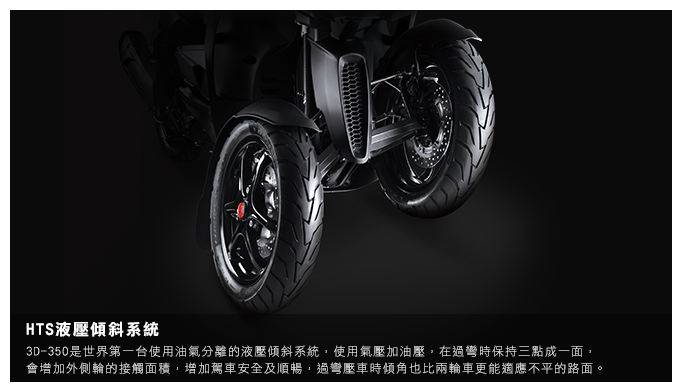 HTS液壓傾斜系統
3D-350是世界第一台使用油氣分離的液壓傾斜系統，使用氣壓加油壓，在過彎時保持三點成一面，
會增加外側輪的接觸面積，增加駕車安全及順暢，過彎壓車時傾角也比兩輪車更能適應不平的路面。